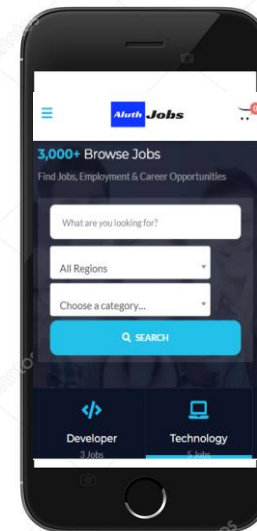 Aluth Jobs
0
3,000+ Browse Jobs
Find Jobs, Employment & Career Opportunities
What are you looking for?
All Regions
Choose a category...
SEARCH
Developer
Technology
3 Jobs
5 Jobs